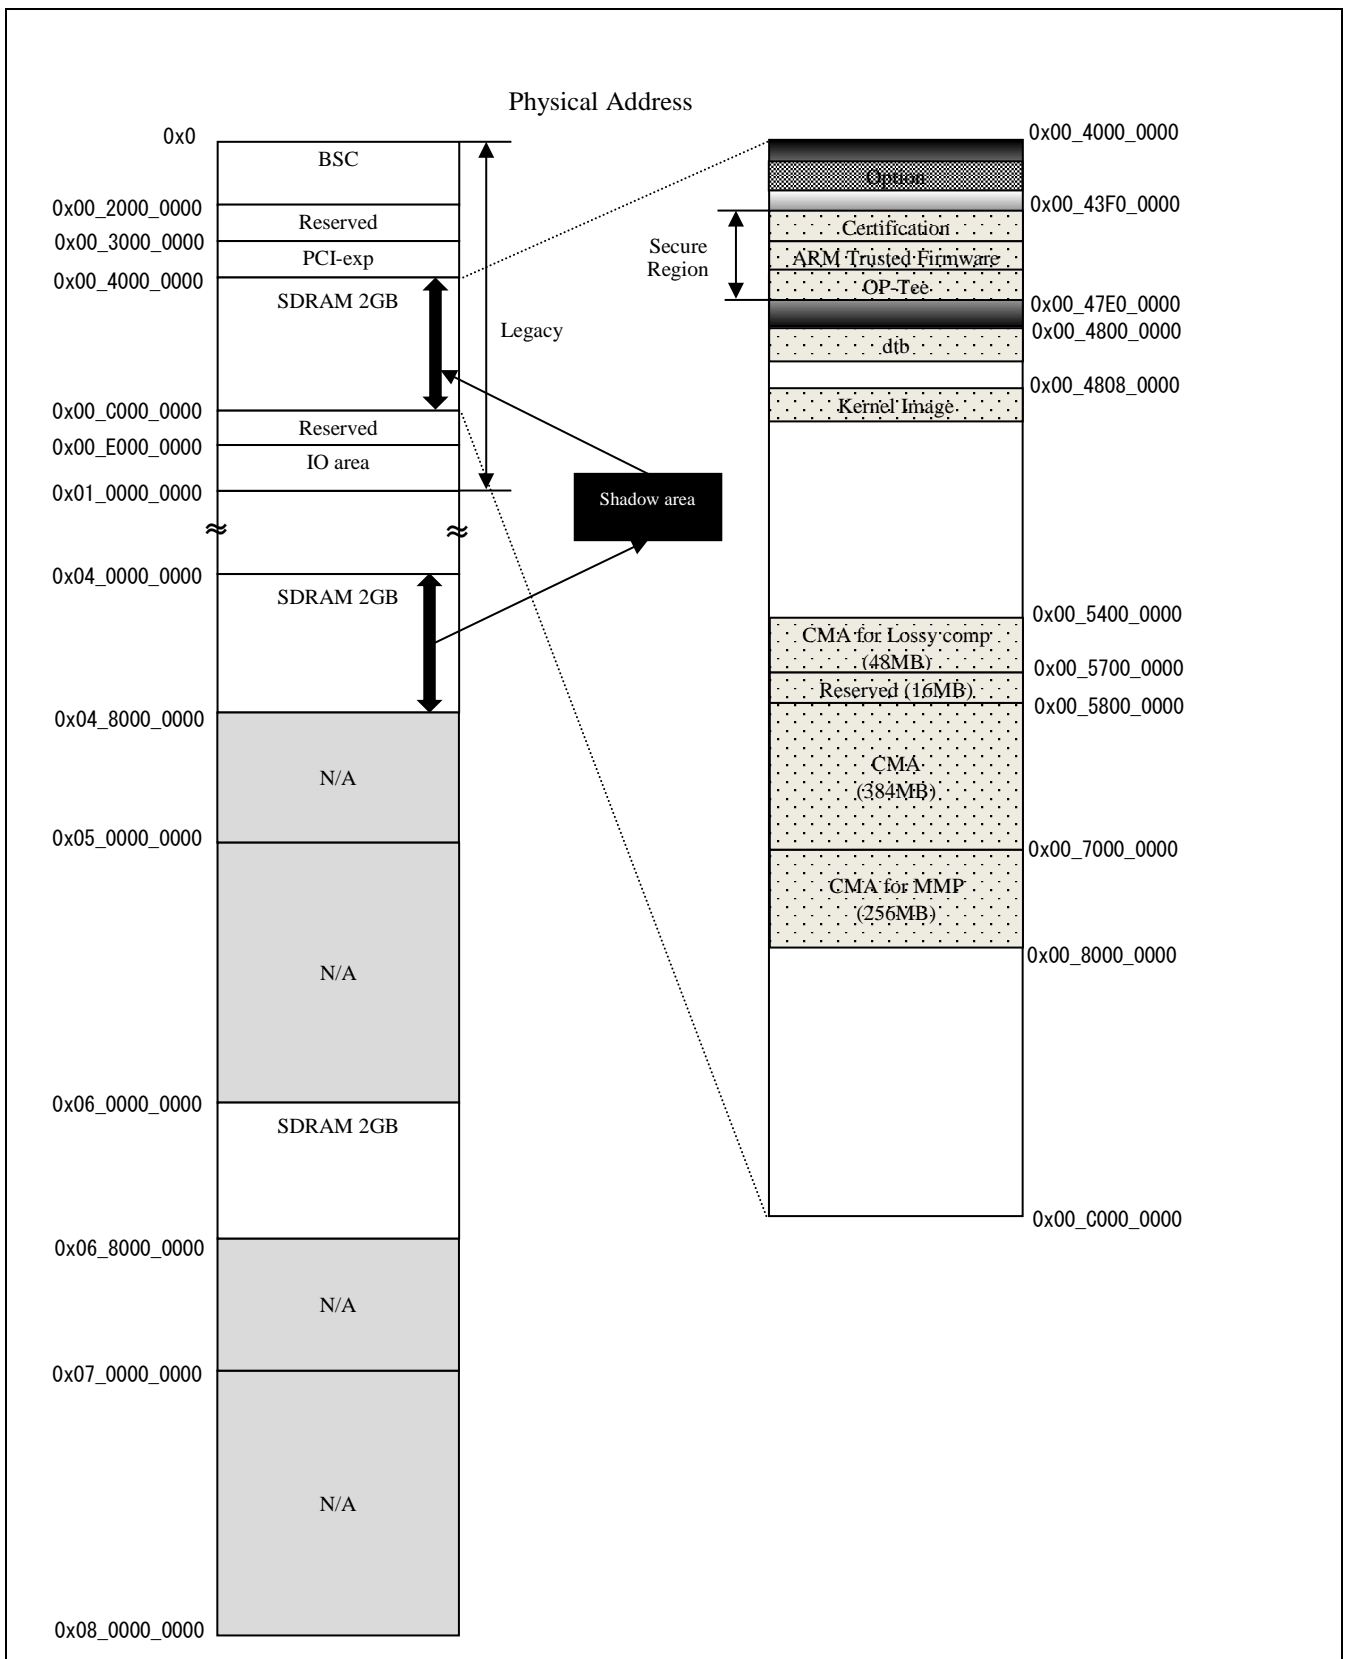 Physical Address
0x0
BSC
0x00_2000_0000
Reserved
0x00_3000_0000
PCI-exp
0x00_4000_0000
SDRAM 2GB
Legacy
0x00_C000_0000
Reserved
0x00_E000_0000
IO area
0x01_0000_0000
Shadow area
0x04_0000_0000
SDRAM 2GB
0x04_8000_0000
N/A
0x05_0000_0000
N/A
0x06_0000_0000
SDRAM 2GB
0x06_8000_0000
N/A
0x07_0000_0000
N/A
0x08_0000_0000
0x00_4000_0000
Option
0x00_43F0_0000
Secure
Region
Certification
ARM Trusted Firmware
OP-Tee
0x00_47E0_0000
0x00_4800_0000
dtb
0x00_4808_0000
Kernel Image
0x00_5400_0000
CMA for Lossy comp
(48MB)
0x00_5700_0000
Reserved (16MB)
0x00_5800_0000
CMA
(384MB)
0x00_7000_0000
CMA for MMP
(256MB)
0x00_8000_0000
0x00_C000_0000